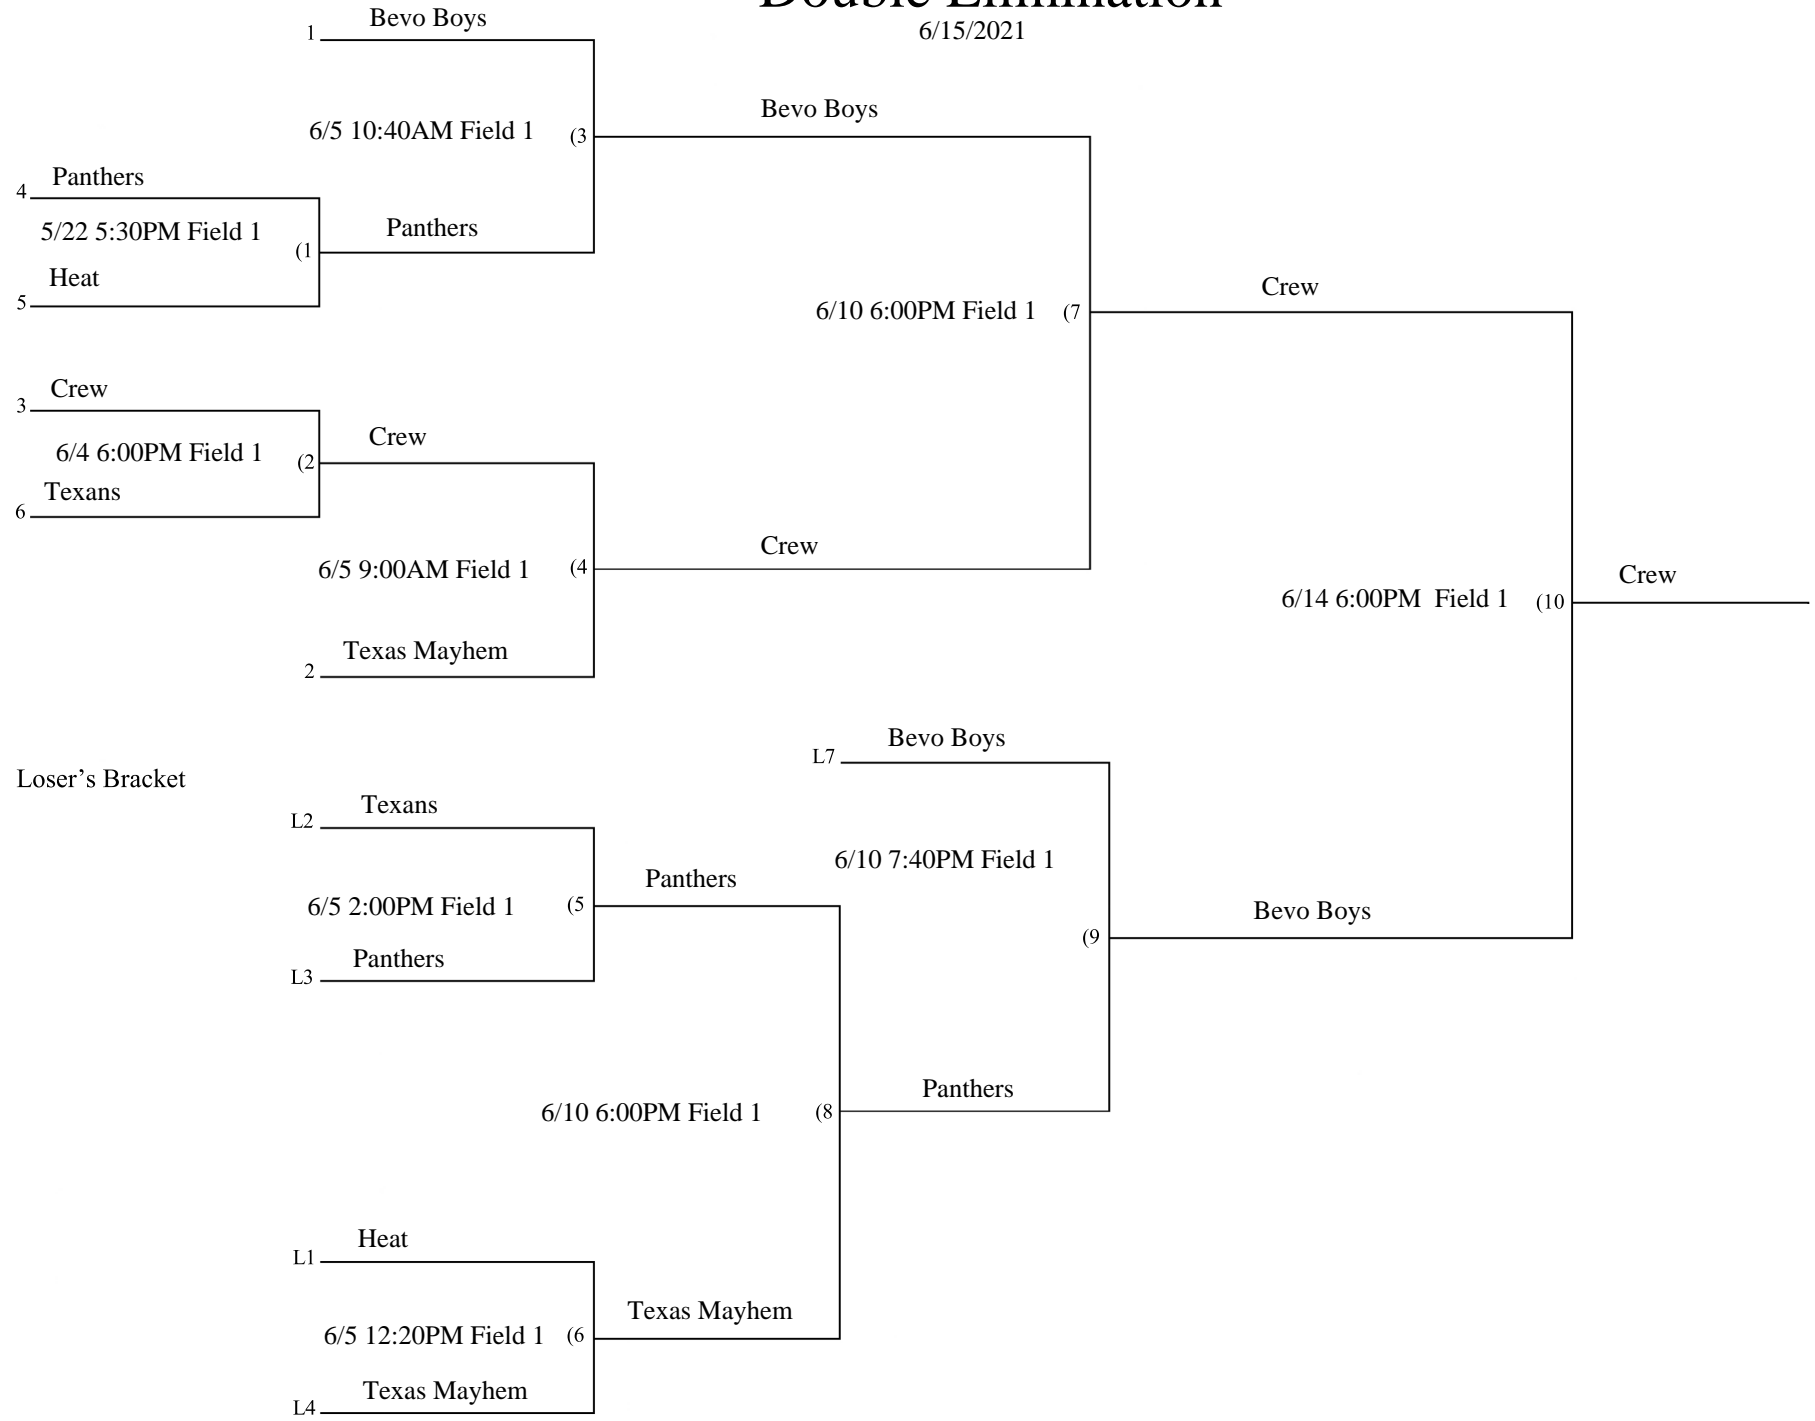 Double Elimination
6/15/2021
1 Bevo Boys
6/5 10:40AM Field 1 (3
Bevo Boys
4 Panthers
5/22 5:30PM Field 1 (1
Panthers
5 Heat
6/10 6:00PM Field 1 (7
Crew
3 Crew
6/4 6:00PM Field 1 (2
Crew
6 Texans
6/5 9:00AM Field 1 (4
Crew
2 Texas Mayhem
6/14 6:00PM Field 1 (10
Crew
Loser's Bracket
L7 Bevo Boys
6/10 7:40PM Field 1
(9
Bevo Boys
L2 Texans
6/5 2:00PM Field 1 (5
Panthers
L3 Panthers
6/10 6:00PM Field 1 (8
Panthers
L1 Heat
6/5 12:20PM Field 1 (6
Texas Mayhem
L4 Texas Mayhem